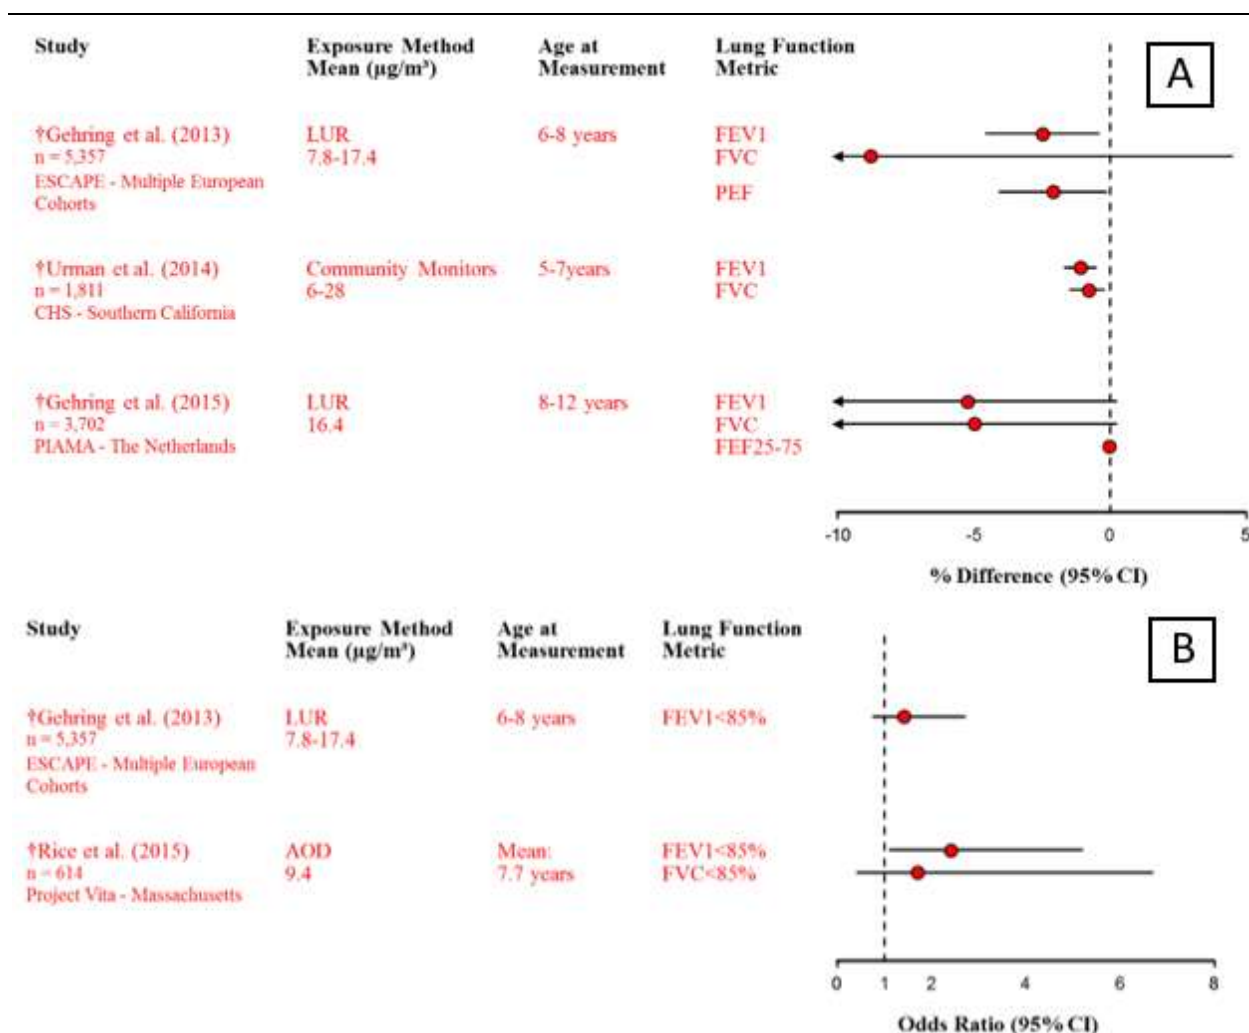 Study Exposure Method Age at Lung Function
Mean (µg/m³) Measurement Metric
A
†Gehring et al. (2013) LUR 6-8 years FEV1
n = 5,357 7.8-17.4 FVC
ESCAPE - Multiple European PEF
Cohorts
†Urman et al. (2014) Community Monitors 5-7years FEV1
n = 1,811 6-28 FVC
CHS - Southern California
†Gehring et al. (2015) LUR 8-12 years FEV1
n = 3,702 16.4 FVC
PIAMA - The Netherlands FEF25-75
-10 -5 0 5
% Difference (95% CI)
Study Exposure Method Age at Lung Function
Mean (µg/m³) Measurement Metric
B
†Gehring et al. (2013) LUR 6-8 years FEV1<85%
n = 5,357 7.8-17.4
ESCAPE - Multiple European
Cohorts
†Rice et al. (2015) AOD Mean: FEV1<85%
n = 614 9.4 7.7 years FVC<85%
Project Vita - Massachusetts
0 1 2 4 6 8
Odds Ratio (95% CI)